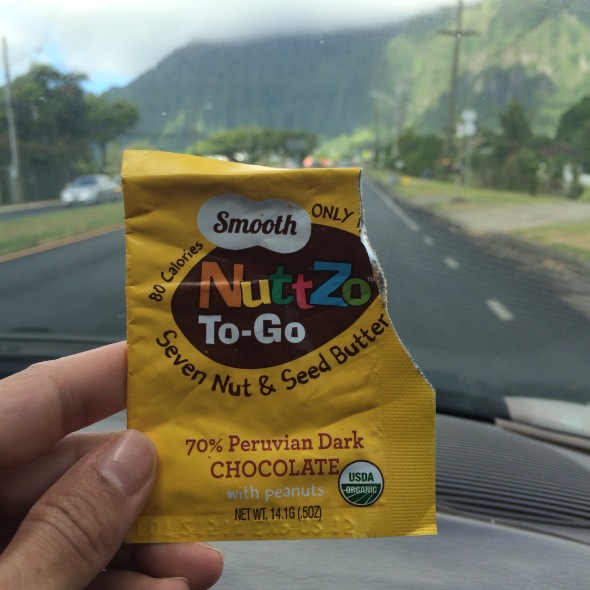 Smooth
ONLY
80 Calories
NuttZo™
To-Go
Seven Nut & Seed Butter
70% Peruvian Dark
CHOCOLATE
with peanuts
USDA
ORGANIC
NET WT. 14.1G (.5OZ)